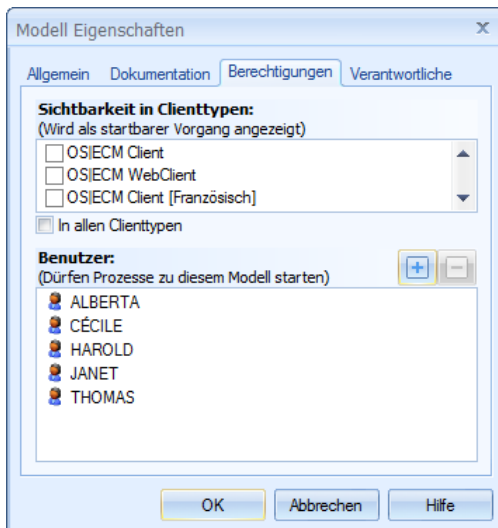 Modell Eigenschaften
Allgemein Dokumentation Berechtigungen Verantwortliche
Sichtbarkeit in Clienttypen:
(Wird als startbarer Vorgang angezeigt)
OS|ECM Client
OS|ECM WebClient
OS|ECM Client [Französisch]
In allen Clienttypen
Benutzer:
(Dürfen Prozesse zu diesem Modell starten)
ALBERTA
CÉCILE
HAROLD
JANET
THOMAS
OK Abbrechen Hilfe